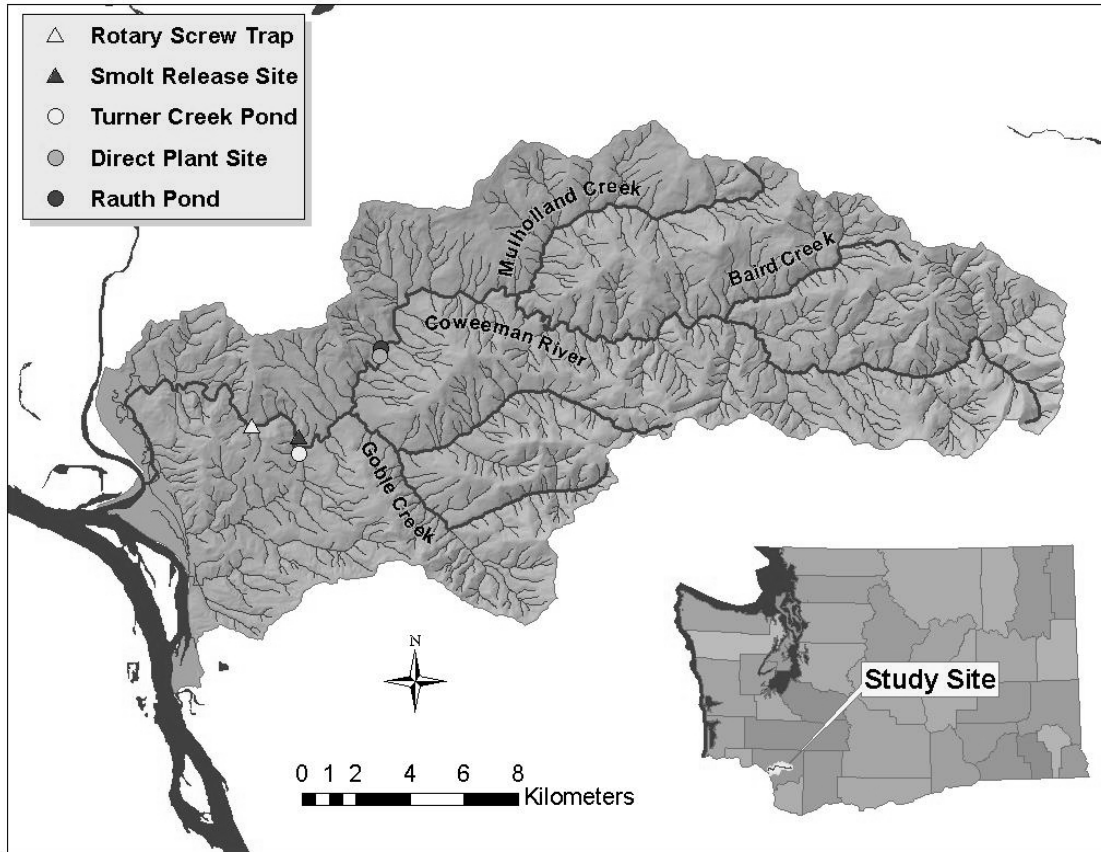 Rotary Screw Trap
Smolt Release Site
Turner Creek Pond
Direct Plant Site
Rauth Pond
Mulholland Creek
Baird Creek
Coweeman River
Goble Creek
Study Site
N
0 1 2 4 6 8
Kilometers